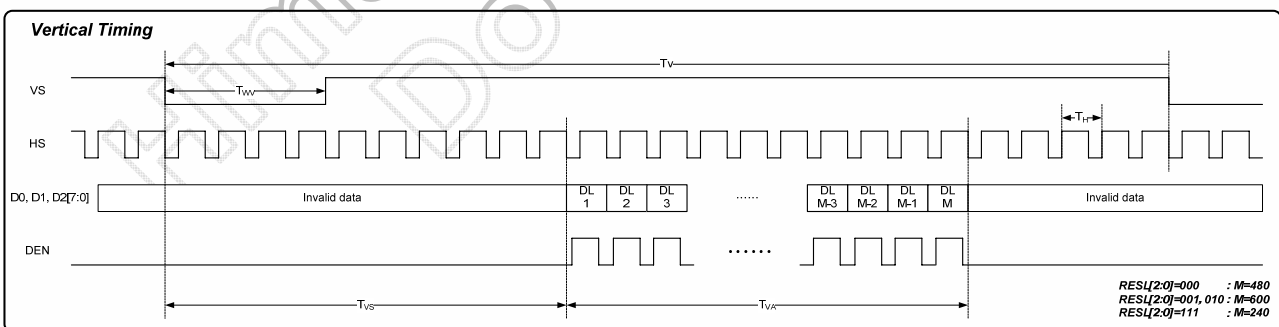 Vertical Timing
TV
VS
TWV
HS
TH
D0, D1, D2[7:0]
Invalid data
DL 1
DL 2
DL 3
......
DL M-3
DL M-2
DL M-1
DL M
Invalid data
DEN
......
TVS
TVA
RESL[2:0]=000 : M=480
RESL[2:0]=001, 010 : M=600
RESL[2:0]=111 : M=240